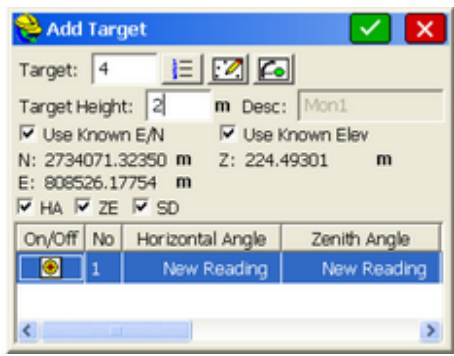 Add Target
Target: 4
Target Height: 2 m Desc: Mon1
Use Known E/N Use Known Elev
N: 2734071.32350 m Z: 224.49301 m
E: 808526.17754 m
HA ZE SD
On/Off No Horizontal Angle Zenith Angle
1 New Reading New Reading